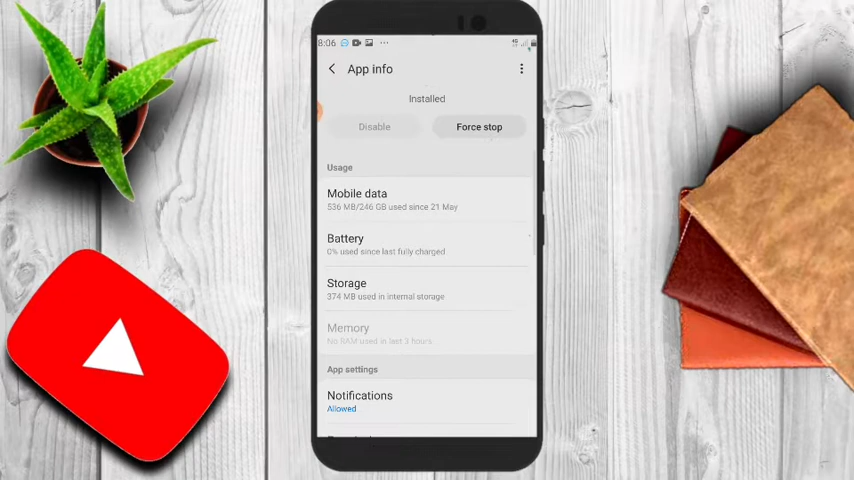 8:06
4G
App info
Installed
Disable
Force stop
Usage
Mobile data
536 MB/246 GB used since 21 May
Battery
0% used since last fully charged
Storage
374 MB used in internal storage
Memory
No RAM used in last 3 hours
App settings
Notifications
Allowed